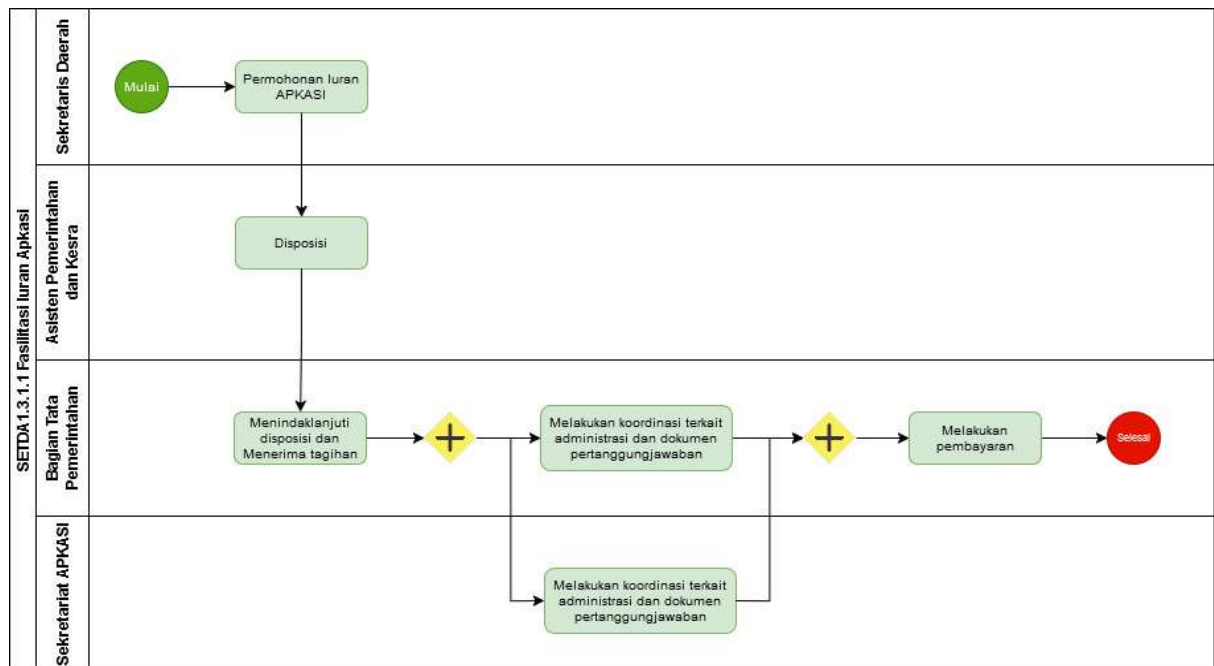 SETDA 1.3.1.1 Fasilitasi Iuran Apkasi
Sekretaris Daerah
Mulai
Permohonan Iuran
APKASI
Asisten Pemerintahan
dan Kesra
Disposisi
Bagian Tata
Pemerintahan
Menindaklanjuti
disposisi dan
Menerima tagihan
Melakukan koordinasi terkait
administrasi dan dokumen
pertanggungjawaban
Melakukan
pembayaran
Selesai
Sekretariat APKASI
Melakukan koordinasi terkait
administrasi dan dokumen
pertanggungjawaban